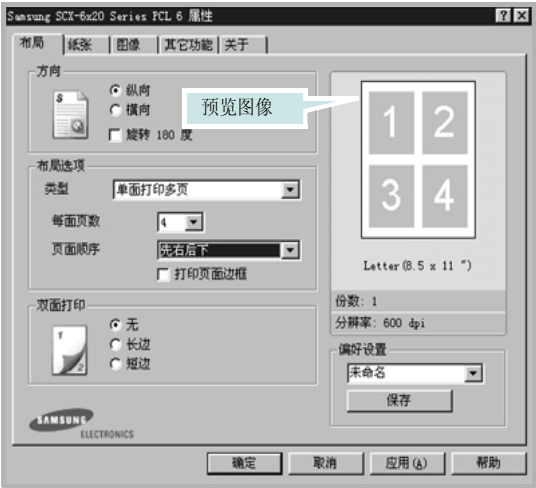 Samsung SCX-6x20 Series PCL 6 属性
布局 纸张 图像 其它功能 关于
方向
S
纵向
横向
旋转 180 度
预览图像
1 2
3 4
Letter(8.5 x 11 ")
布局选项
类型 单面打印多页
每面页数 4
页面顺序 先右后下
打印页面边框
份数: 1
分辨率: 600 dpi
双面打印
1
2
无
长边
短边
偏好设置
未命名
保存
SAMSUNG
ELECTRONICS
确定 取消 应用(A) 帮助